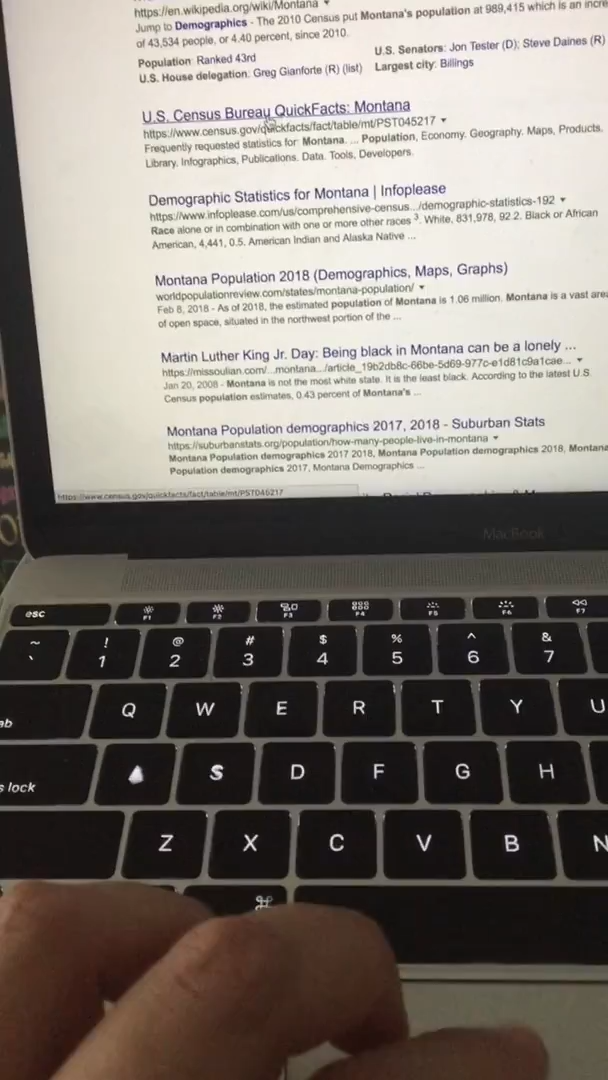 https://en.wikipedia.org/wiki/Montana
Jump to Demographics - The 2010 Census put Montana's population at 989,415 which is an incre
of 43,534 people, or 4.40 percent, since 2010.
Population: Ranked 43rd
U.S. Senators: Jon Tester (D); Steve Daines (R)
U.S. House delegation: Greg Gianforte (R) (list)
Largest city: Billings
U.S. Census Bureau QuickFacts: Montana
https://www.census.gov/quickfacts/fact/table/mt/PST045217
Frequently requested statistics for: Montana. ... Population, Economy. Geography. Maps, Products.
Library, Infographics, Publications. Data. Tools, Developers.
Demographic Statistics for Montana | Infoplease
https://www.infoplease.com/us/comprehensive-census.../demographic-statistics-192
Race alone or in combination with one or more other races 3. White, 831,978, 92.2. Black or African
American, 4,441, 0.5. American Indian and Alaska Native ...
Montana Population 2018 (Demographics, Maps, Graphs)
worldpopulationreview.com/states/montana-population/
Feb 8, 2018 - As of 2018, the estimated population of Montana is 1.06 million. Montana is a vast area
of open space, situated in the northwest portion of the ...
Martin Luther King Jr. Day: Being black in Montana can be a lonely ...
https://missoulian.com/...montana.../article_19b2db8c-66be-5d69-977c-e1d81c9a1cae...
Jan 20, 2008 - Montana is not the most white state. It is the least black. According to the latest U.S.
Census population estimates, 0.43 percent of Montana's ...
Montana Population demographics 2017, 2018 - Suburban Stats
https://suburbanstats.org/population/how-many-people-live-in-montana
Montana Population demographics 2017 2018, Montana Population demographics 2018, Montana
Population demographics 2017, Montana Demographics ...
https://www.census.gov/quickfacts/fact/table/mt/PST045217
MacBook
esc F1 F2 F3 F4 F5 F6 F7
~ ! @ # $ % ^ &
` 1 2 3 4 5 6 7
ab Q W E R T Y U
s lock S D F G H
Z X C V B N
⌘